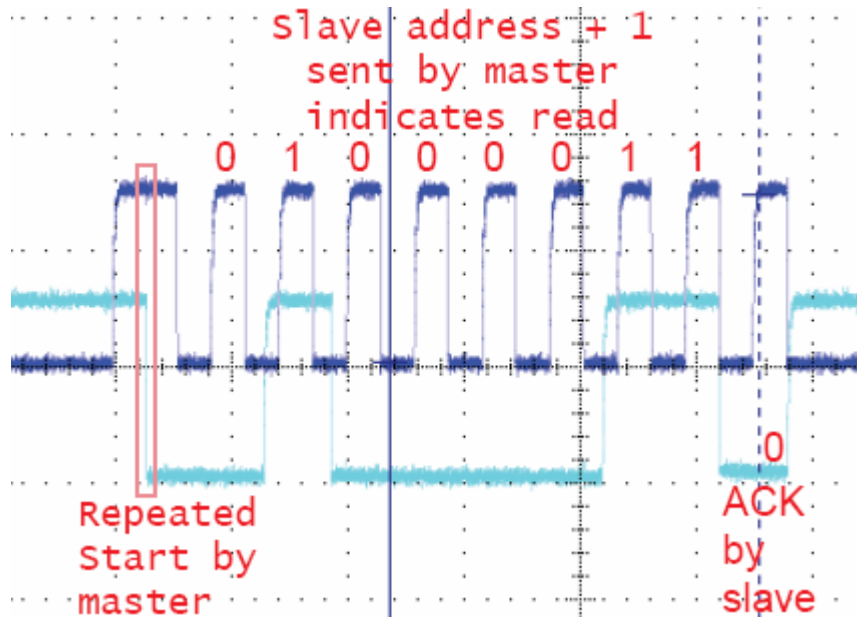 Slave address + 1
sent by master
indicates read
0 1 0 0 0 0 1 1
0
Repeated
Start by
master
ACK
by
slave